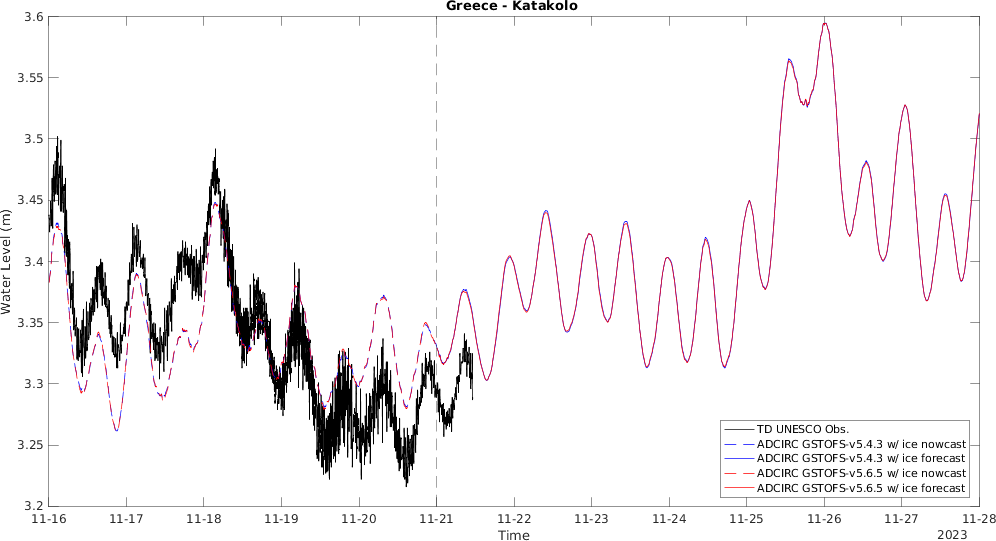 Greece - Katakolo
3.6
3.55
3.5
3.45
3.4
3.35
3.3
3.25
3.2
Water Level (m)
TD UNESCO Obs.
ADCIRC GSTOFS-v5.4.3 w/ ice nowcast
ADCIRC GSTOFS-v5.4.3 w/ ice forecast
ADCIRC GSTOFS-v5.6.5 w/ ice nowcast
ADCIRC GSTOFS-v5.6.5 w/ ice forecast
11-16 11-17 11-18 11-19 11-20 11-21 11-22 11-23 11-24 11-25 11-26 11-27 11-28
Time
2023